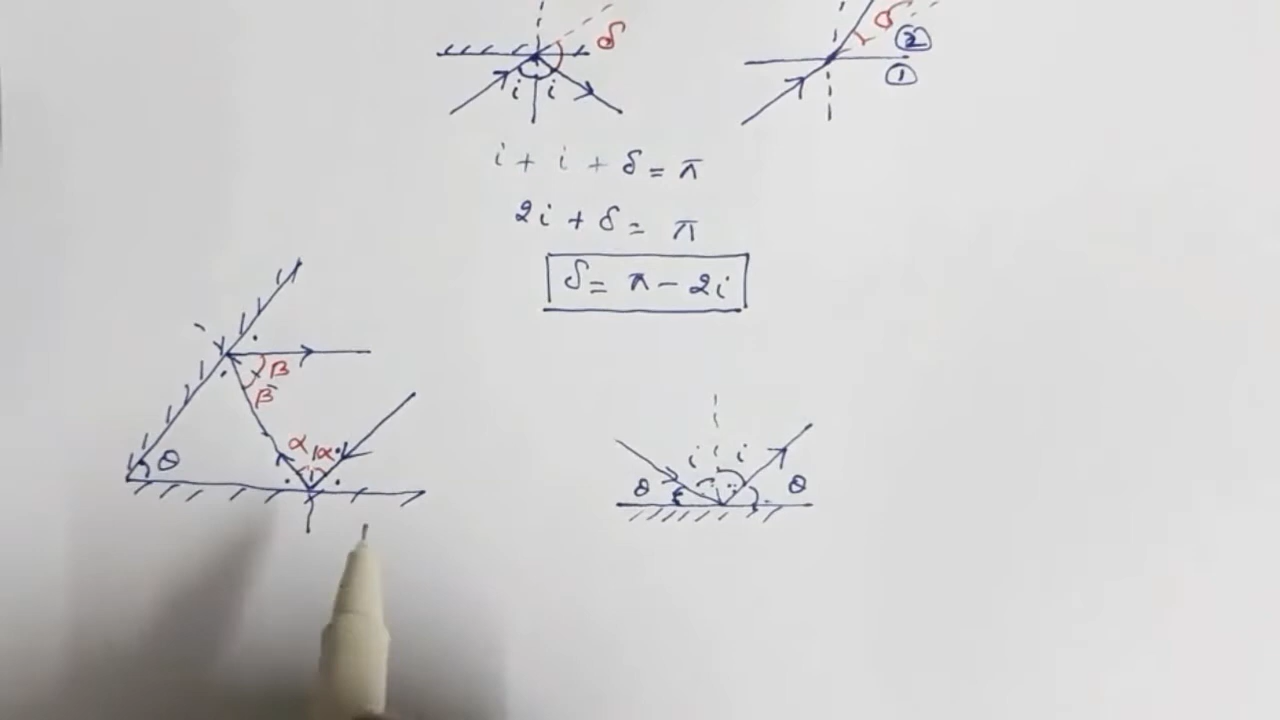 δ
δ
②
①
i i
i + i + δ = π
2i + δ = π
δ = π - 2i
β
β
α α
θ
i i
θ θ